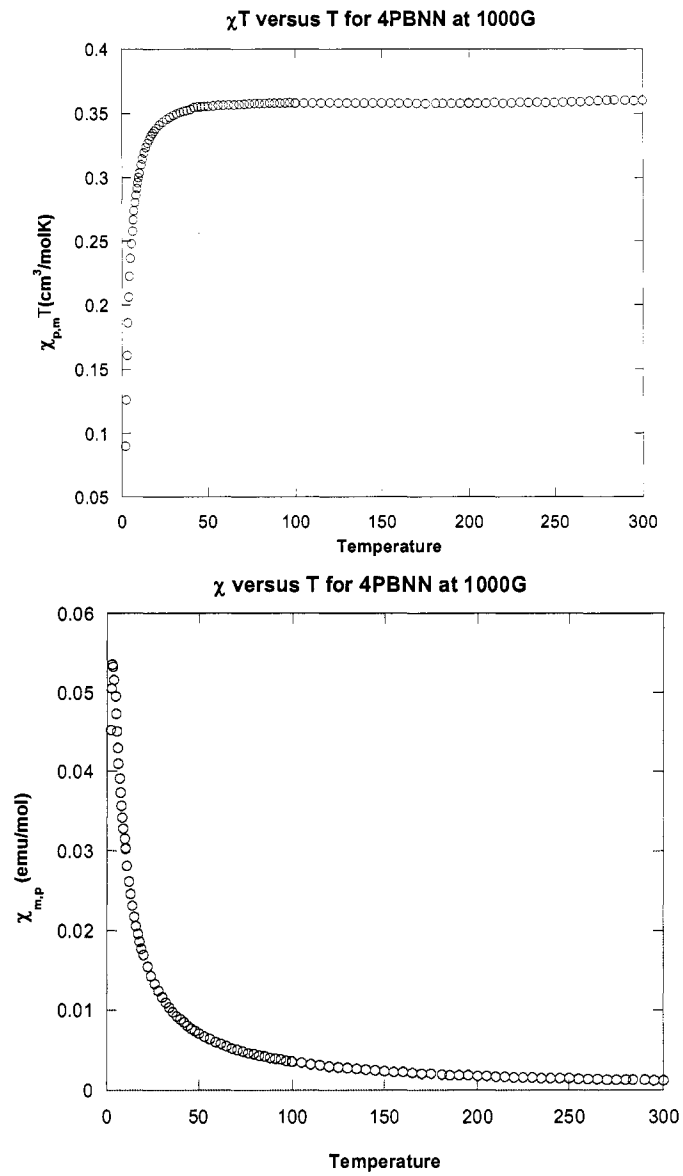 χT versus T for 4PBNN at 1000G
0.4
0.35
0.3
0.25
0.2
0.15
0.1
0.05
χp,mT(cm³/molK)
0 50 100 150 200 250 300
Temperature
χ versus T for 4PBNN at 1000G
0.06
0.05
0.04
0.03
0.02
0.01
0
χm,p (emu/mol)
0 50 100 150 200 250 300
Temperature